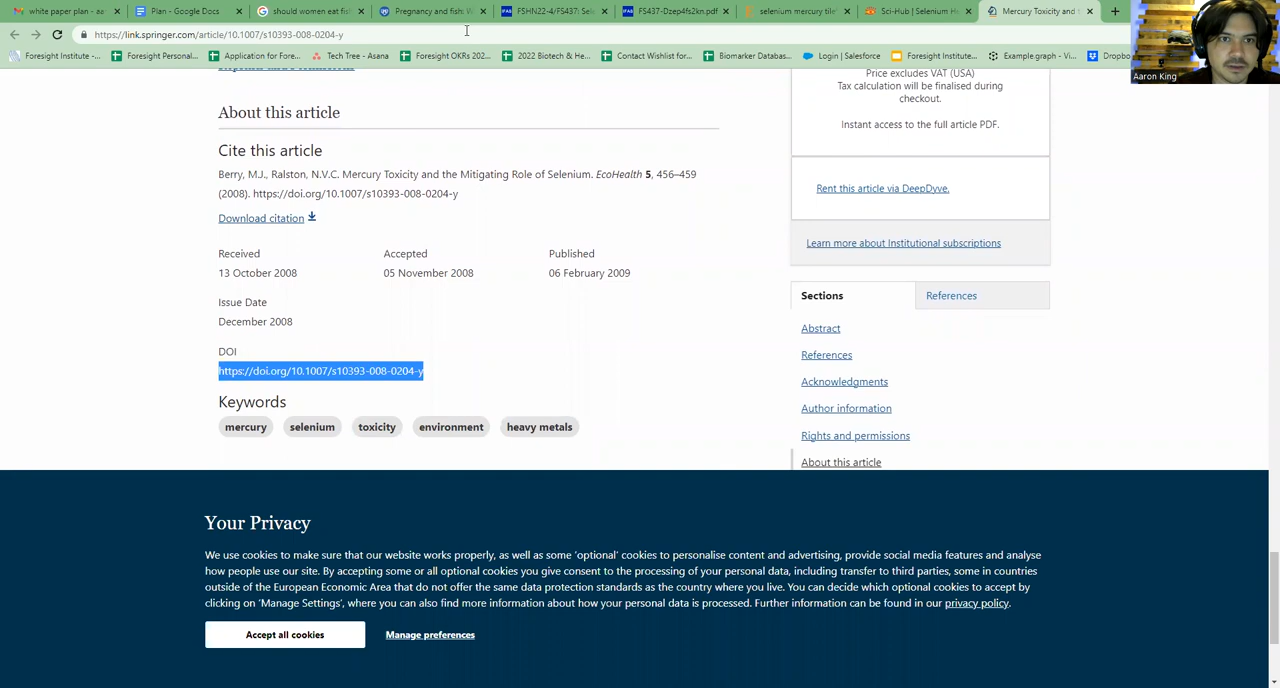 white paper plan - aa
Plan - Google Docs
should women eat fis
Pregnancy and fish: W
FSHN22-4/FS437: Sel
FS437-Dzep4fs2kn.pdf
selenium mercury tile
Sci-Hub | Selenium H
Mercury Toxicity and t
https://link.springer.com/article/10.1007/s10393-008-0204-y
Foresight Institute -...
Foresight Personal...
Application for Fore...
Tech Tree - Asana
Foresight OKRs 202...
2022 Biotech & He...
Contact Wishlist for...
Biomarker Databas...
Login | Salesforce
Foresight Institute...
Example.graph - Vi...
Dropbo
Aaron King
Price excludes VAT (USA)
Tax calculation will be finalised during
checkout.
Instant access to the full article PDF.
Rent this article via DeepDyve.
Learn more about Institutional subscriptions
About this article
Cite this article
Berry, M.J., Ralston, N.V.C. Mercury Toxicity and the Mitigating Role of Selenium. EcoHealth 5, 456–459
(2008). https://doi.org/10.1007/s10393-008-0204-y
Download citation
Received
13 October 2008
Accepted
05 November 2008
Published
06 February 2009
Issue Date
December 2008
DOI
https://doi.org/10.1007/s10393-008-0204-y
Keywords
mercury
selenium
toxicity
environment
heavy metals
Sections
References
Abstract
References
Acknowledgments
Author information
Rights and permissions
About this article
Your Privacy
We use cookies to make sure that our website works properly, as well as some 'optional' cookies to personalise content and advertising, provide social media features and analyse
how people use our site. By accepting some or all optional cookies you give consent to the processing of your personal data, including transfer to third parties, some in countries
outside of the European Economic Area that do not offer the same data protection standards as the country where you live. You can decide which optional cookies to accept by
clicking on 'Manage Settings', where you can also find more information about how your personal data is processed. Further information can be found in our privacy policy.
Accept all cookies
Manage preferences